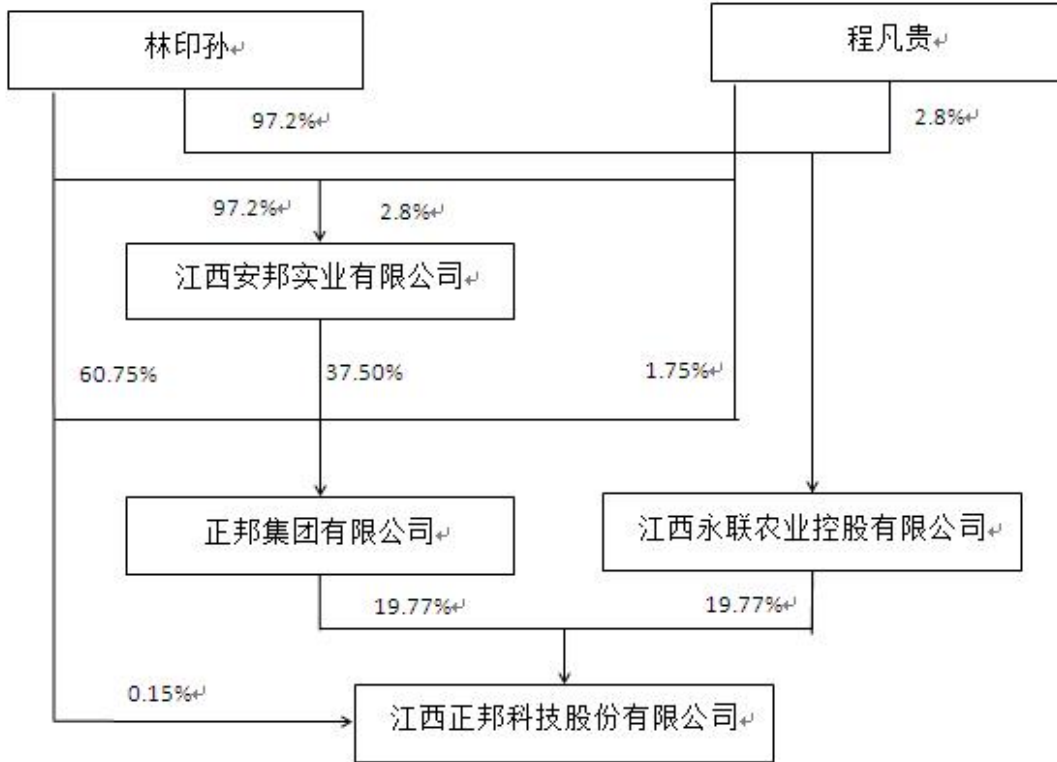 林印孙↵
程凡贵↵
97.2%↵
2.8%↵
97.2%↵
2.8%↵
江西安邦实业有限公司↵
60.75%
37.50%
1.75%↵
正邦集团有限公司↵
江西永联农业控股有限公司↵
19.77%↵
19.77%↵
0.15%↵
江西正邦科技股份有限公司↵